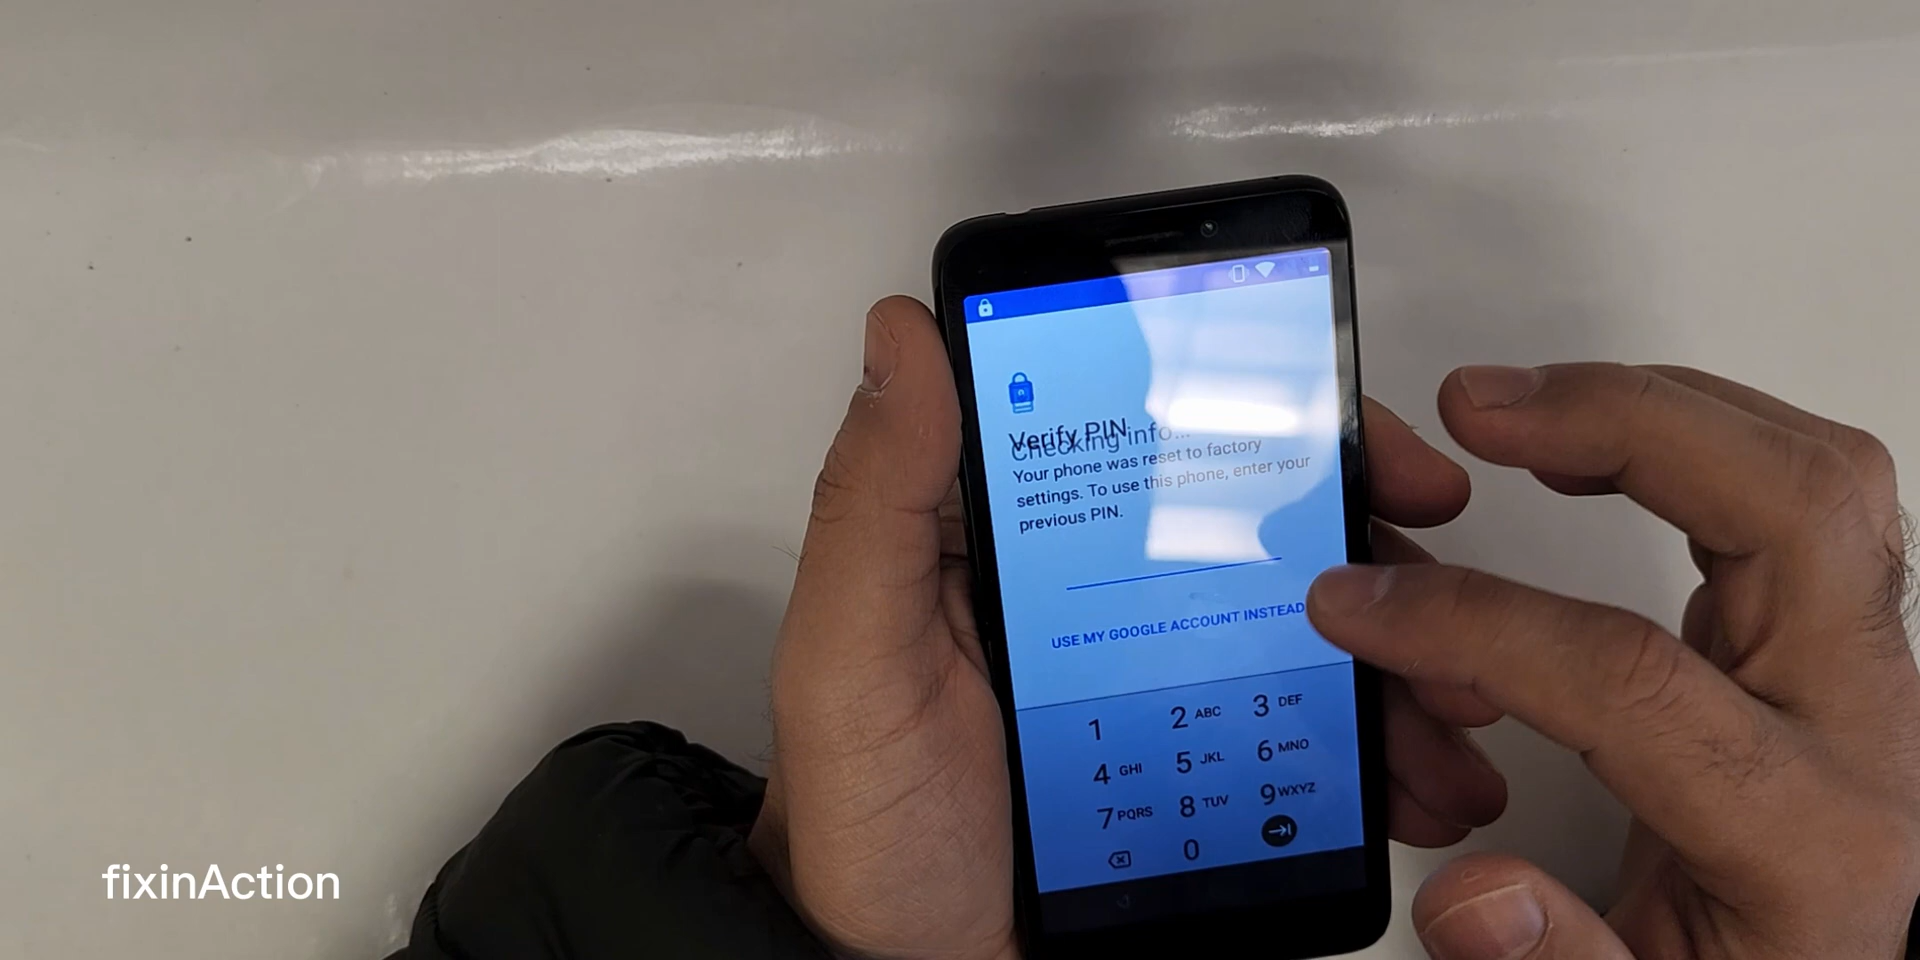 Verify PIN
Checking info...
Your phone was reset to factory
settings. To use this phone, enter your
previous PIN.
USE MY GOOGLE ACCOUNT INSTEAD
1 2 ABC 3 DEF
4 GHI 5 JKL 6 MNO
7 PQRS 8 TUV 9 WXYZ
0
fixinAction